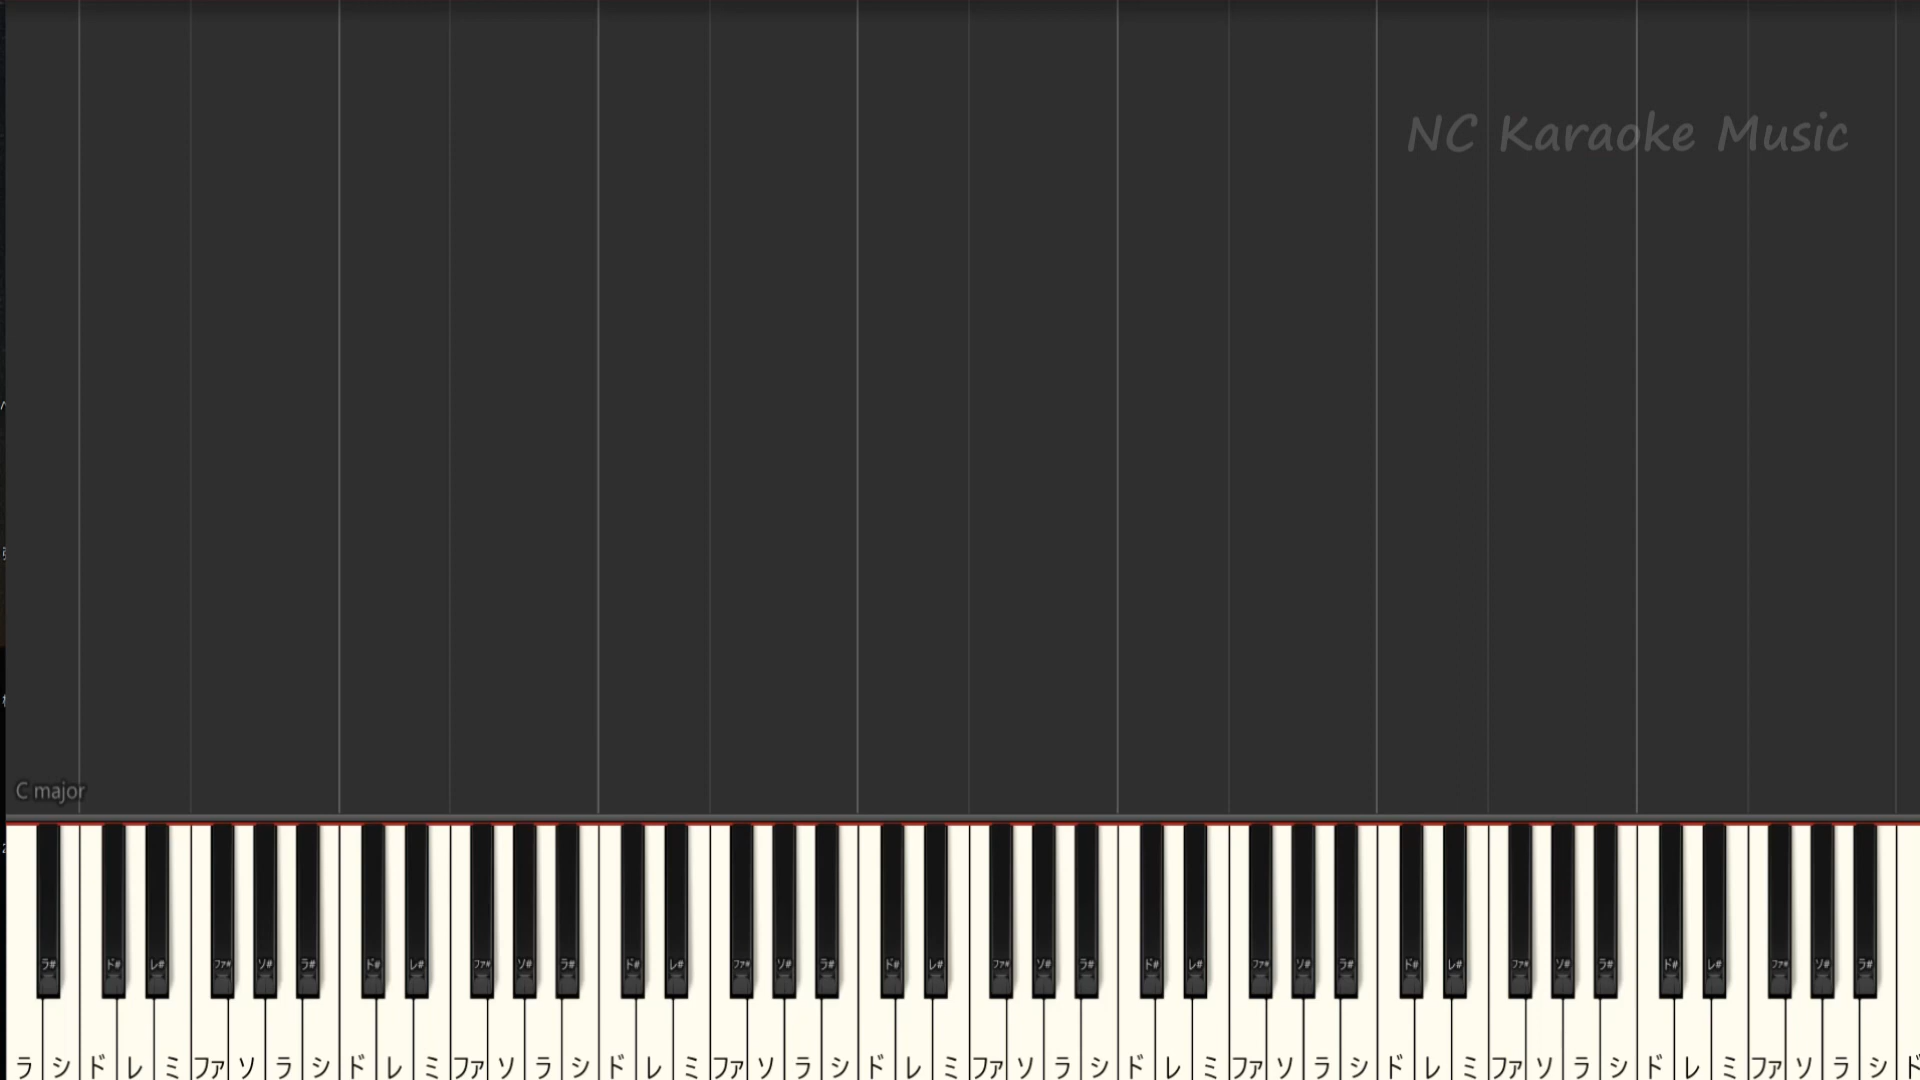 NC Karaoke Music
C major
ラ# ド# レ# ファ# ソ# ラ# ド# レ# ファ# ソ# ラ# ド# レ# ファ# ソ# ラ# ド# レ# ファ# ソ# ラ# ド# レ# ファ# ソ# ラ# ド# レ# ファ# ソ# ラ# ド# レ# ファ# ソ# ラ#
ラ シ ド レ ミ ファ ソ ラ シ ド レ ミ ファ ソ ラ シ ド レ ミ ファ ソ ラ シ ド レ ミ ファ ソ ラ シ ド レ ミ ファ ソ ラ シ ド レ ミ ファ ソ ラ シ ド レ ミ ファ ソ ラ シ ド